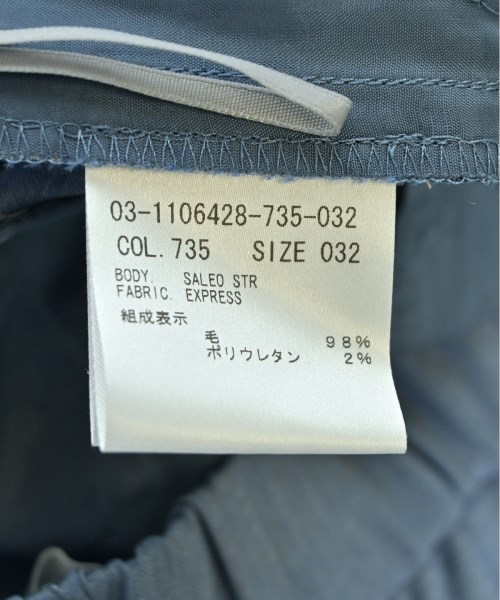 03-1106428-735-032
COL.735 SIZE 032
BODY. SALEO STR
FABRIC. EXPRESS
組成表示
毛 98%
ポリウレタン 2%